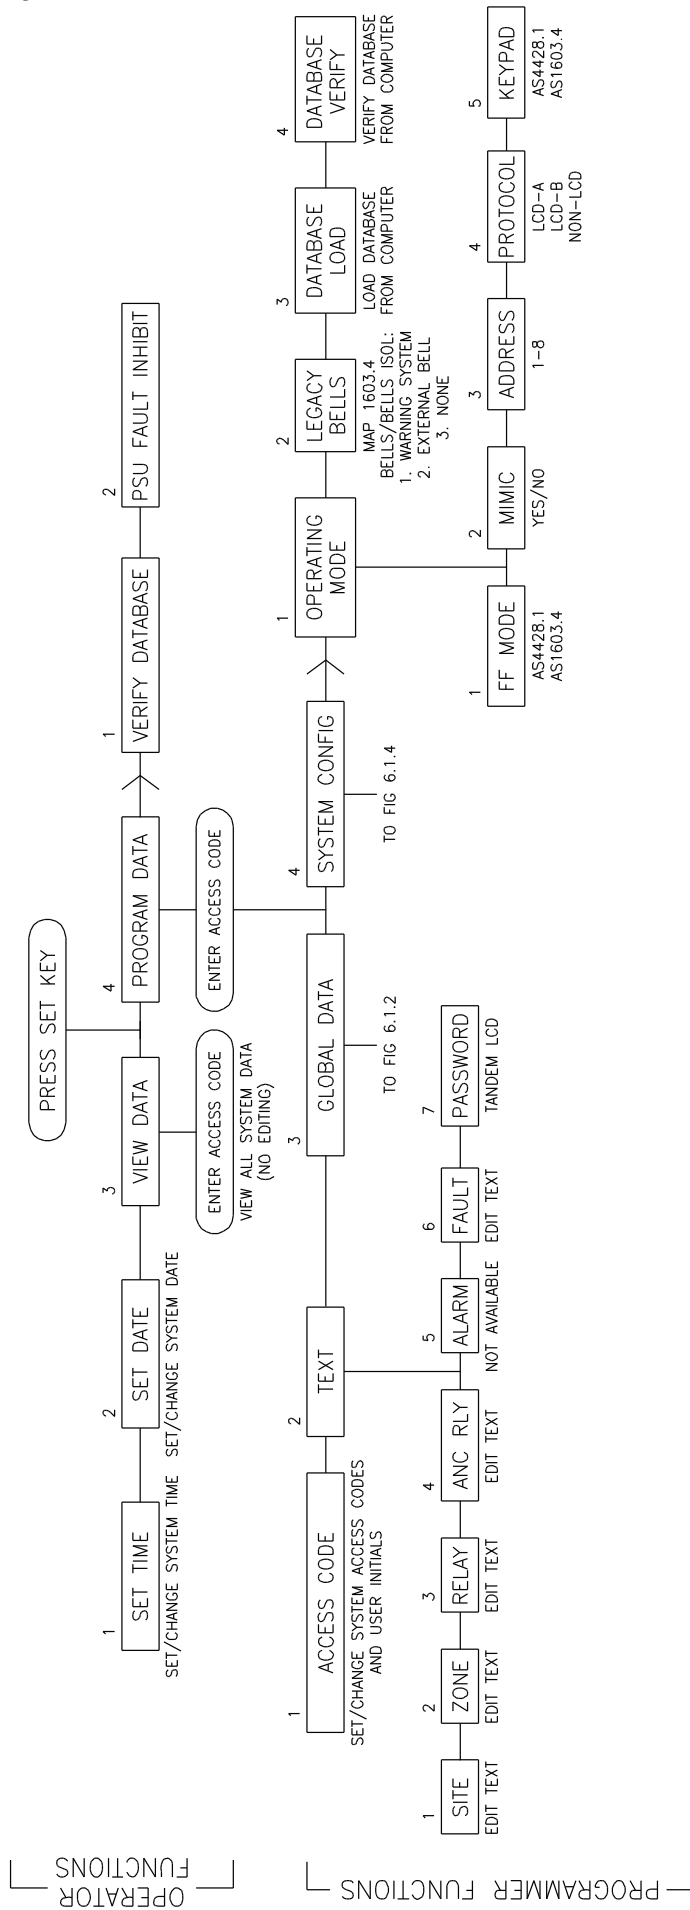 PRESS SET KEY
1
SET TIME
SET/CHANGE SYSTEM TIME
2
SET DATE
SET/CHANGE SYSTEM DATE
3
VIEW DATA
ENTER ACCESS CODE
VIEW ALL SYSTEM DATA
(NO EDITING)
4
PROGRAM DATA
ENTER ACCESS CODE
1
VERIFY DATABASE
2
PSU FAULT INHIBIT
OPERATOR
FUNCTIONS
1
ACCESS CODE
SET/CHANGE SYSTEM ACCESS CODES
AND USER INITIALS
2
TEXT
3
GLOBAL DATA
TO FIG 6.1.2
4
SYSTEM CONFIG
TO FIG 6.1.4
1
OPERATING
MODE
2
LEGACY
BELLS
MAP 1603.4
BELLS/BELLS ISOL:
1. WARNING SYSTEM
2. EXTERNAL BELL
3. NONE
3
DATABASE
LOAD
LOAD DATABASE
FROM COMPUTER
4
DATABASE
VERIFY
VERIFY DATABASE
FROM COMPUTER
1
SITE
EDIT TEXT
2
ZONE
EDIT TEXT
3
RELAY
EDIT TEXT
4
ANC RLY
EDIT TEXT
5
ALARM
NOT AVAILABLE
6
FAULT
EDIT TEXT
7
PASSWORD
TANDEM LCD
1
FF MODE
AS4428.1
AS1603.4
2
MIMIC
YES/NO
3
ADDRESS
1-8
4
PROTOCOL
LCD-A
LCD-B
NON-LCD
5
KEYPAD
AS4428.1
AS1603.4
PROGRAMMER FUNCTIONS